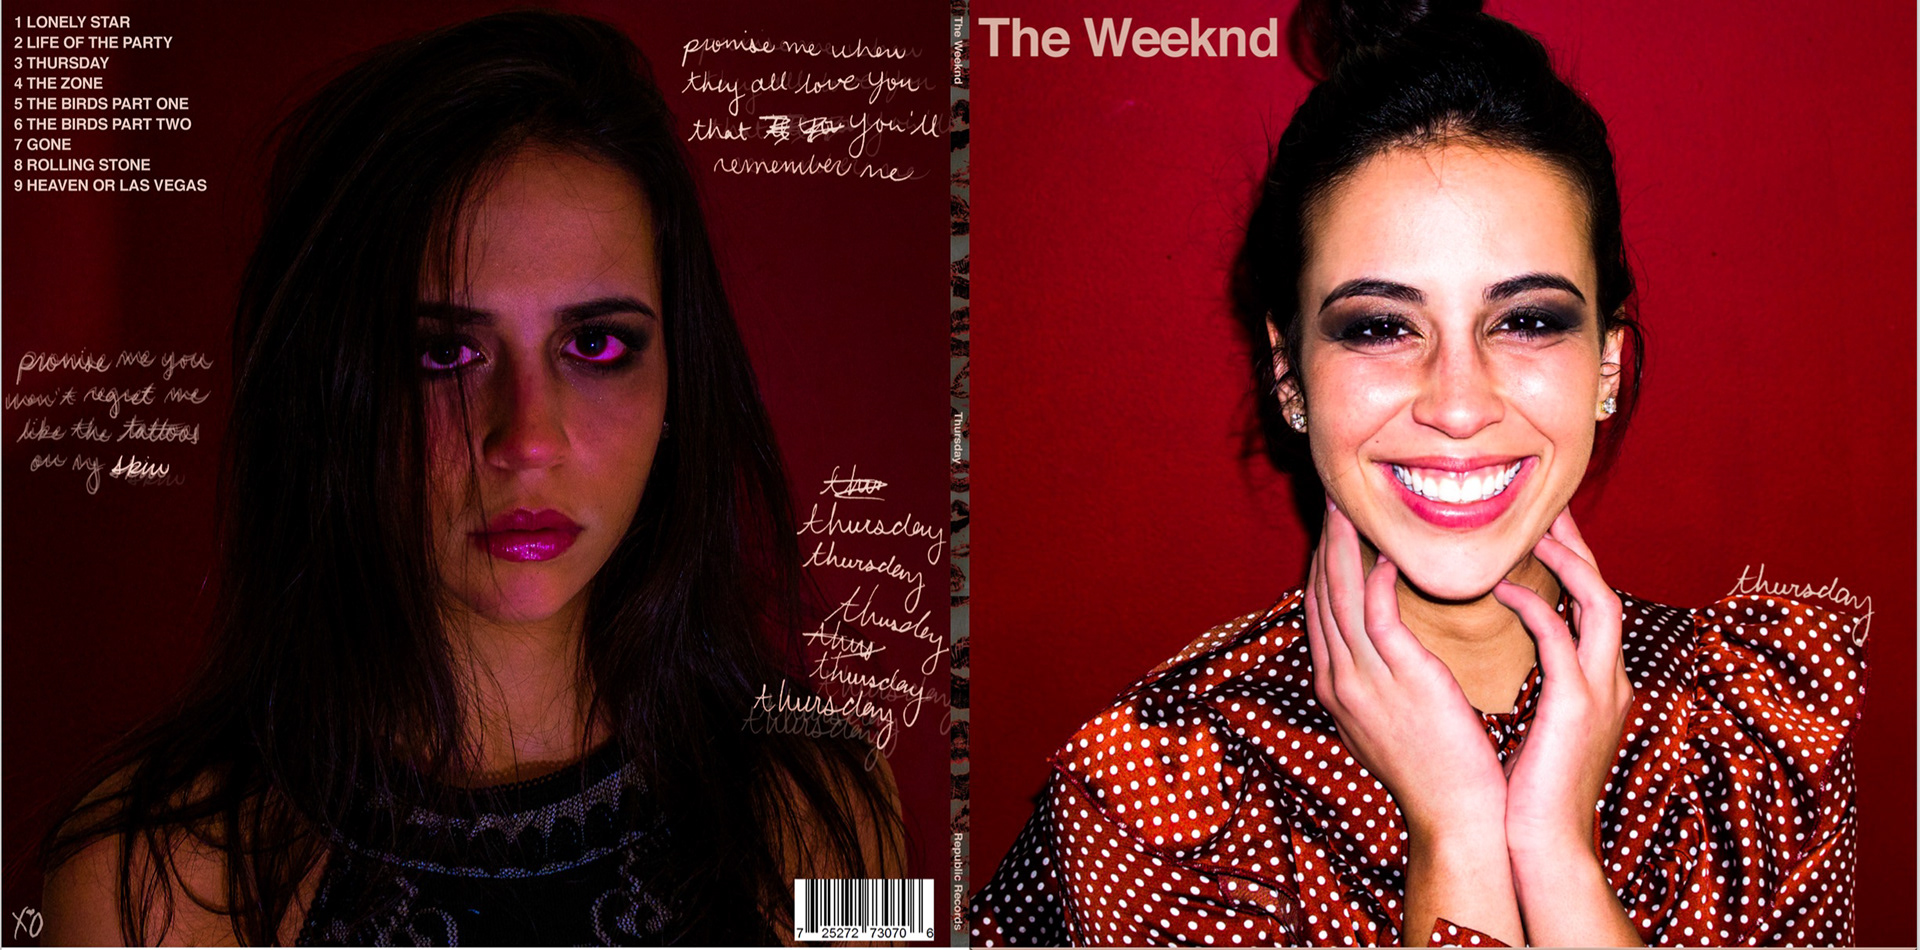 1 LONELY STAR
2 LIFE OF THE PARTY
3 THURSDAY
4 THE ZONE
5 THE BIRDS PART ONE
6 THE BIRDS PART TWO
7 GONE
8 ROLLING STONE
9 HEAVEN OR LAS VEGAS
promise me when
they all love you
that you'll
remember me
promise me you
won't regret me
like the tattoos
on my skin
thu
thursday
thursday
thusday
thus
thursday
thursday
XO
7 25272 73070 6
The Weeknd
Thursday
Republic Records
The Weeknd
thursday